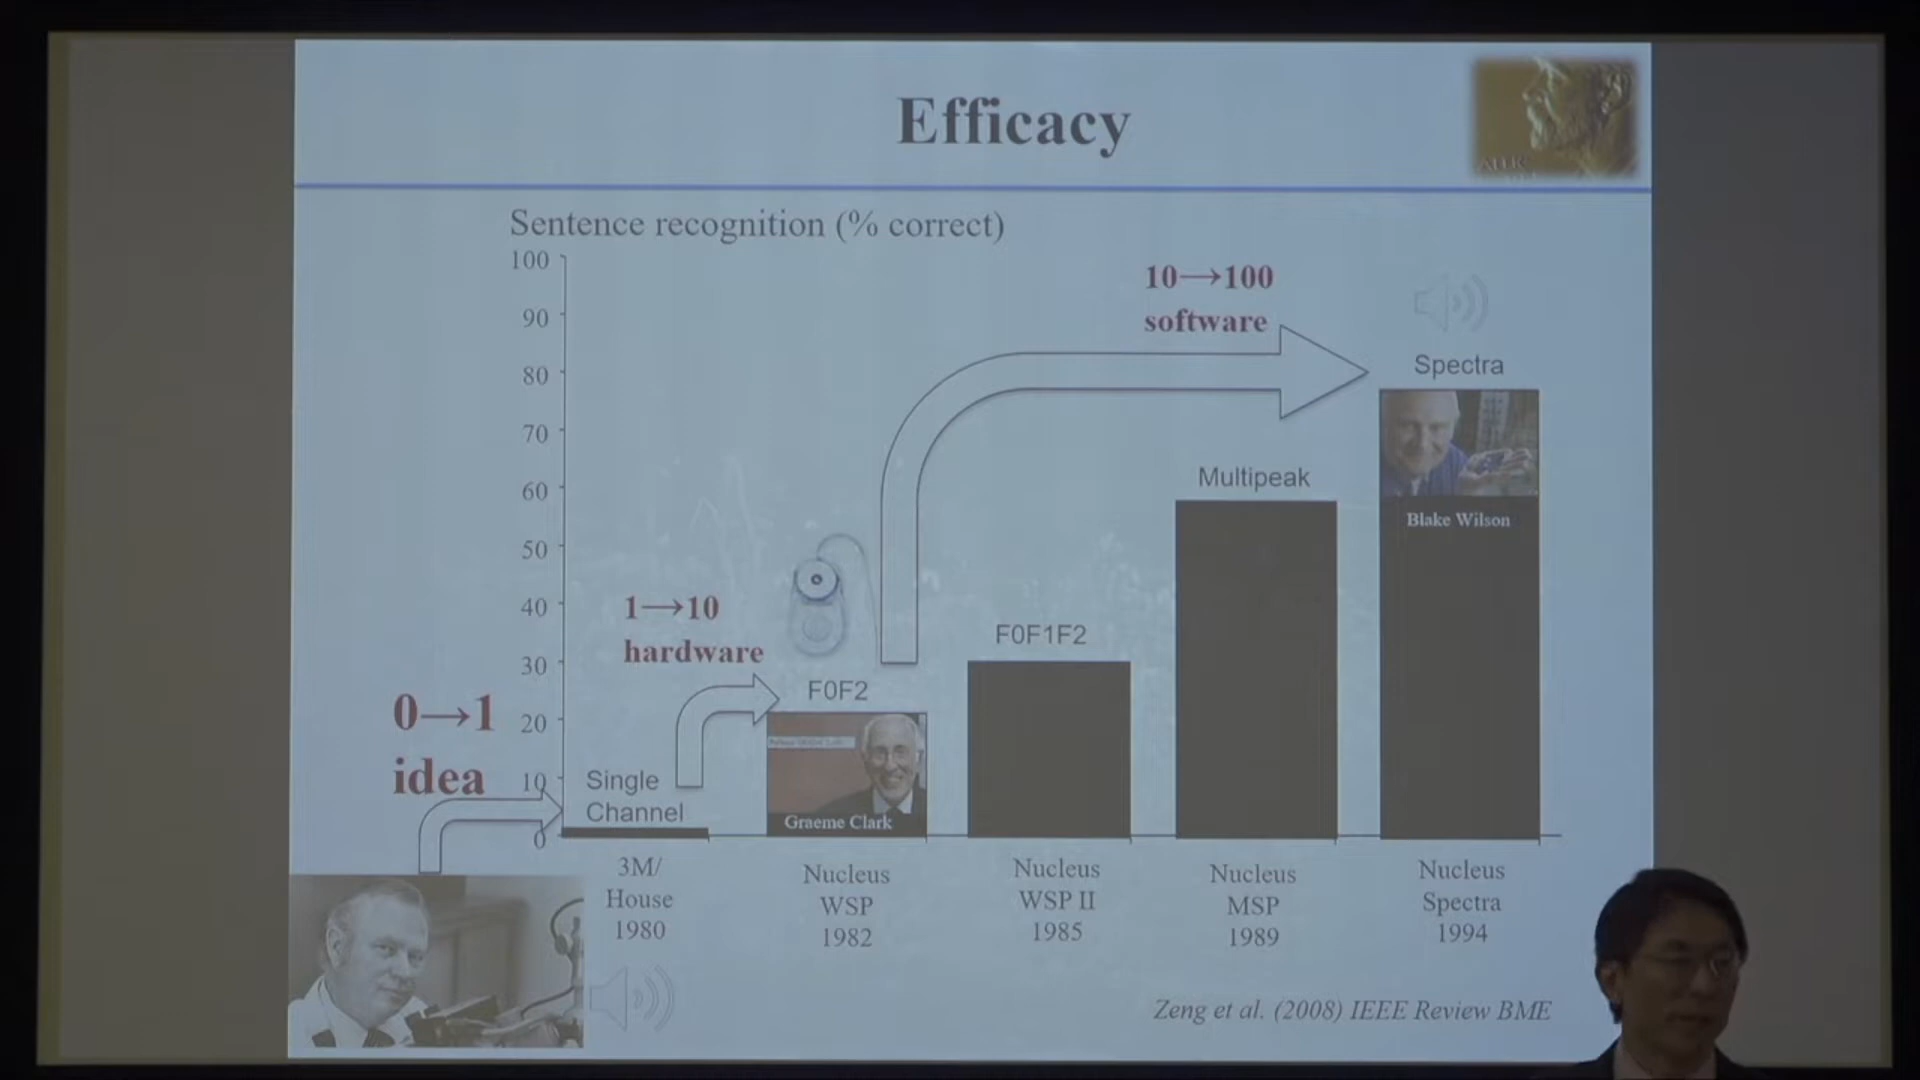 Efficacy
Sentence recognition (% correct)
100
90
80
70
60
50
40
30
20
10
0
10→100
software
Spectra
Multipeak
Blake Wilson
1→10
hardware
F0F1F2
F0F2
0→1
idea
Single
Channel
Graeme Clark
3M/
House
1980
Nucleus
WSP
1982
Nucleus
WSP II
1985
Nucleus
MSP
1989
Nucleus
Spectra
1994
Zeng et al. (2008) IEEE Review BME